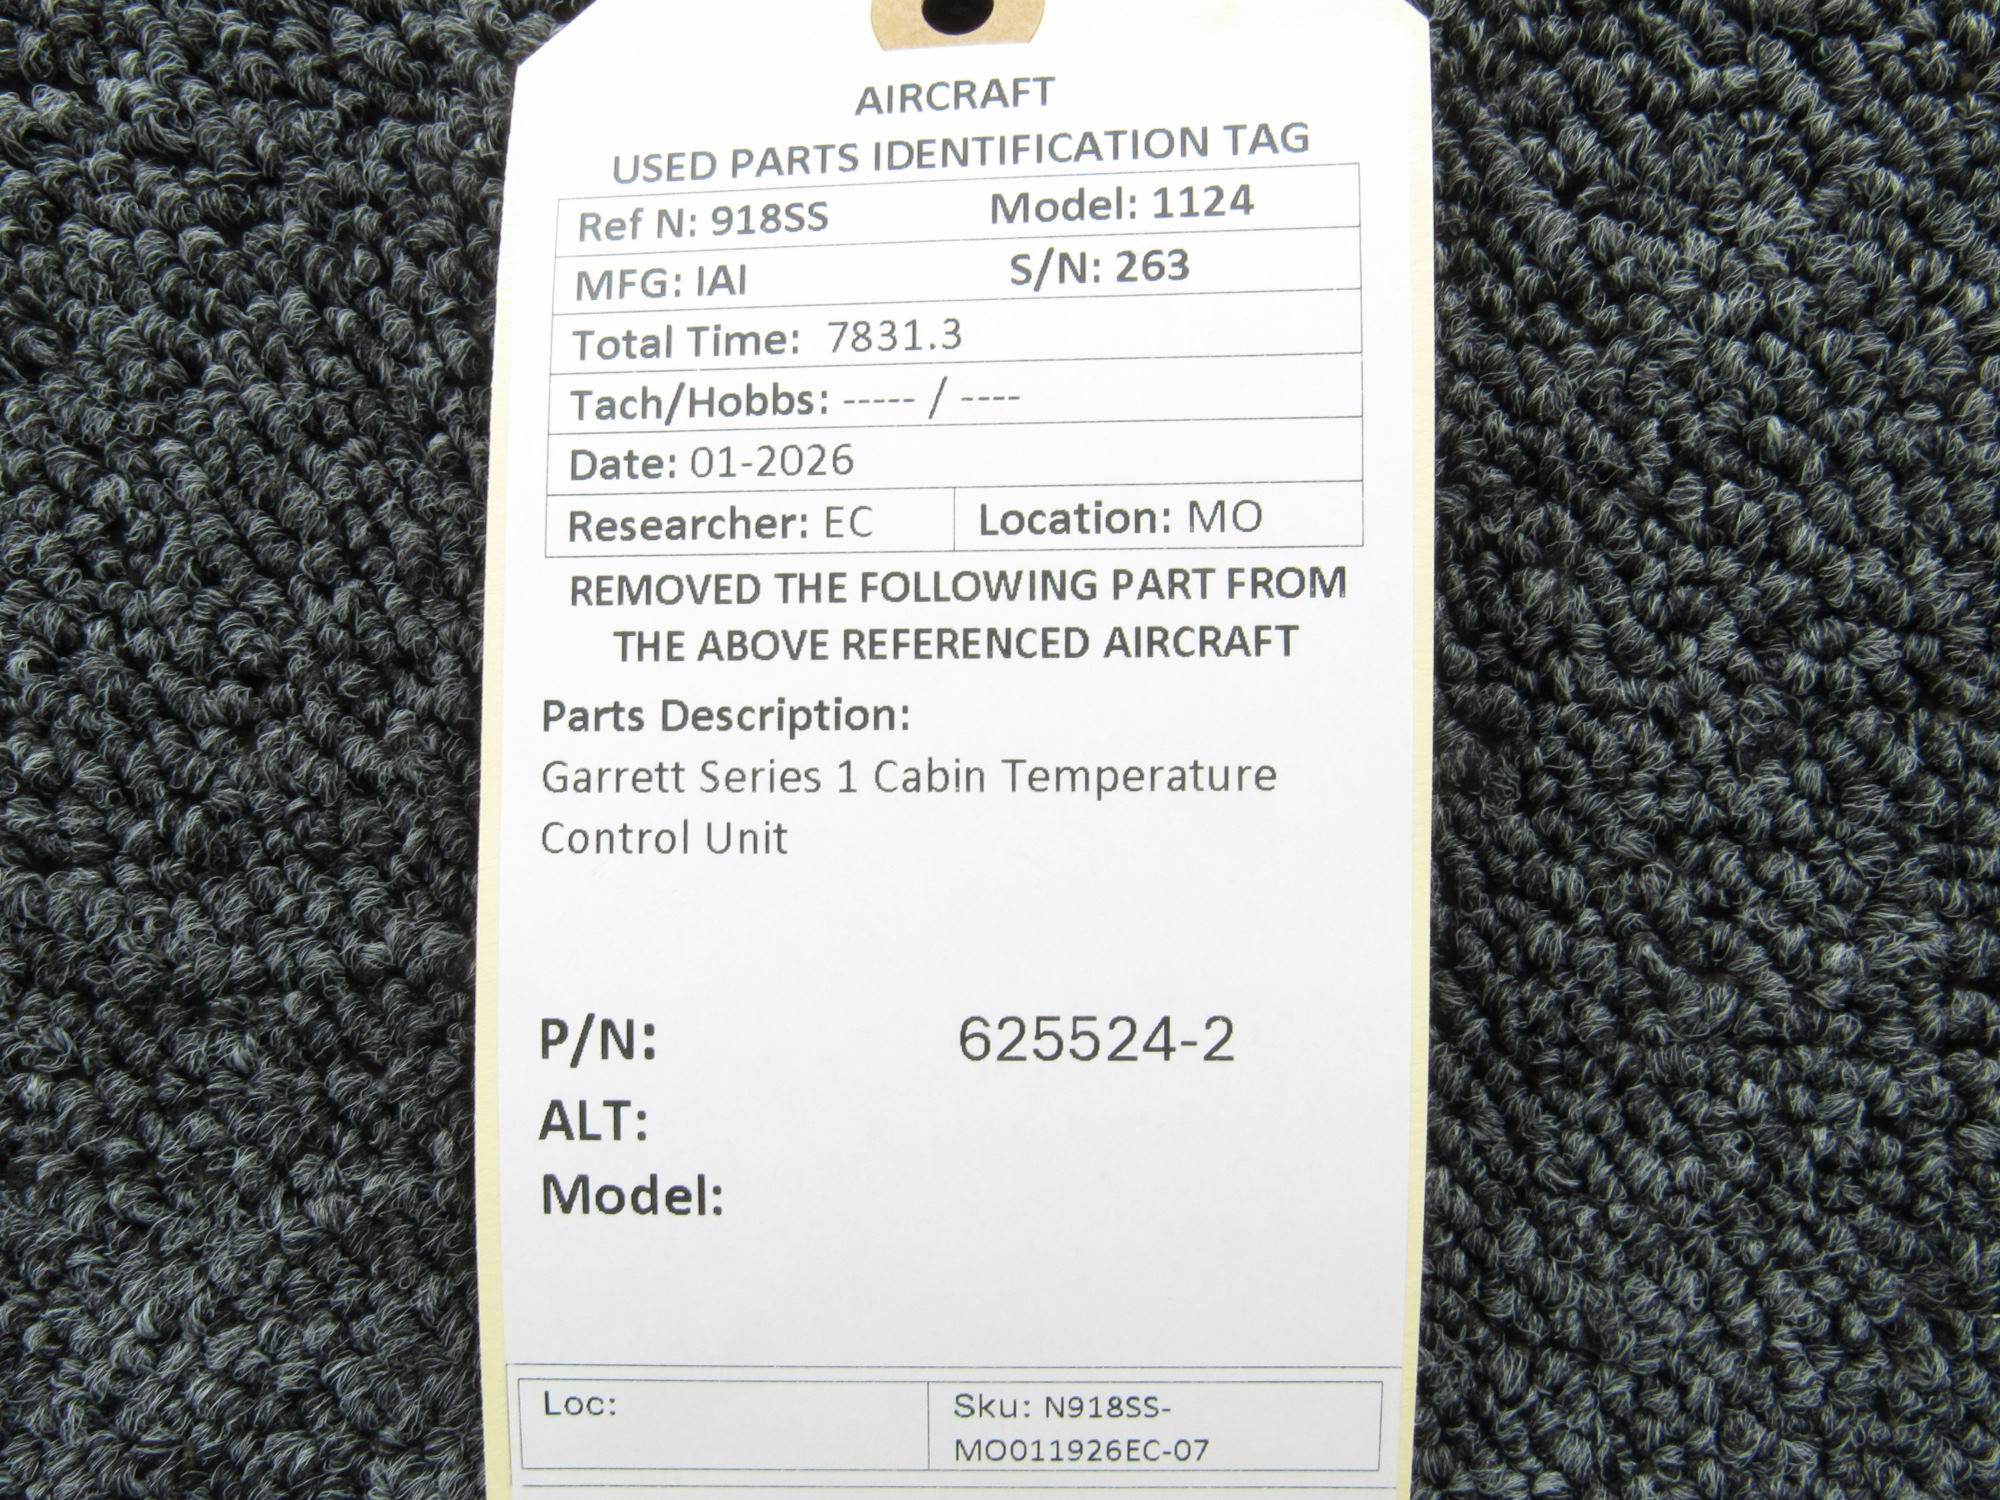 AIRCRAFT
USED PARTS IDENTIFICATION TAG
Ref N: 918SS Model: 1124
MFG: IAI S/N: 263
Total Time: 7831.3
Tach/Hobbs: ----- / ----
Date: 01-2026
Researcher: EC Location: MO
REMOVED THE FOLLOWING PART FROM
THE ABOVE REFERENCED AIRCRAFT
Parts Description:
Garrett Series 1 Cabin Temperature
Control Unit
P/N: 625524-2
ALT:
Model:
Loc: Sku: N918SS-
MO011926EC-07